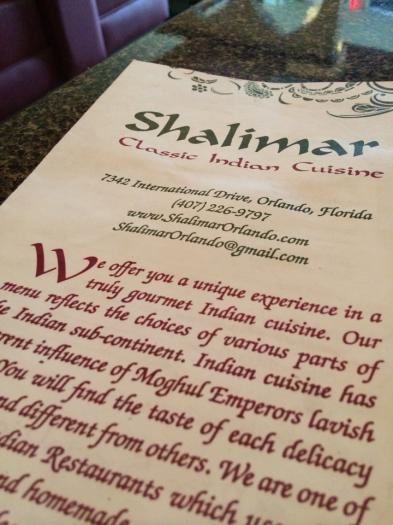 Shalimar
Classic Indian Cuisine
7342 International Drive, Orlando, Florida
(407) 226-9797
www.ShalimarOrlando.com
ShalimarOrlando@gmail.com
We offer you a unique experience in a
truly gourmet Indian cuisine. Our
menu reflects the choices of various parts of
Indian sub-continent. Indian cuisine has
influence of Moghul Emperors lavish
You will find the taste of each delicacy
different from others. We are one of
Restaurants which
homemade